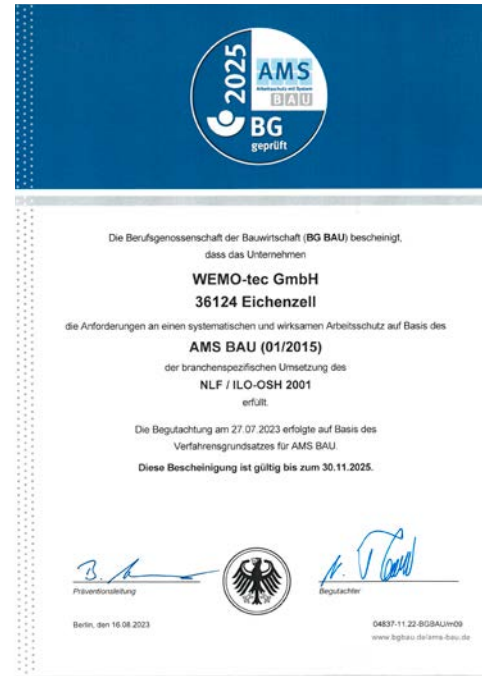 2025
AMS
Arbeitsschutz mit System
BAU
BG
geprüft
Die Berufsgenossenschaft der Bauwirtschaft (BG BAU) bescheinigt,
dass das Unternehmen
WEMO-tec GmbH
36124 Eichenzell
die Anforderungen an einen systematischen und wirksamen Arbeitsschutz auf Basis des
AMS BAU (01/2015)
der branchenspezifischen Umsetzung des
NLF / ILO-OSH 2001
erfüllt.
Die Begutachtung am 27.07.2023 erfolgte auf Basis des
Verfahrensgrundsatzes für AMS BAU.
Diese Bescheinigung ist gültig bis zum 30.11.2025.
Präventionsleitung
Begutachter
Berlin, den 16.08.2023
04837-11.22-BGBAU/m09
www.bgbau.de/ams-bau.de